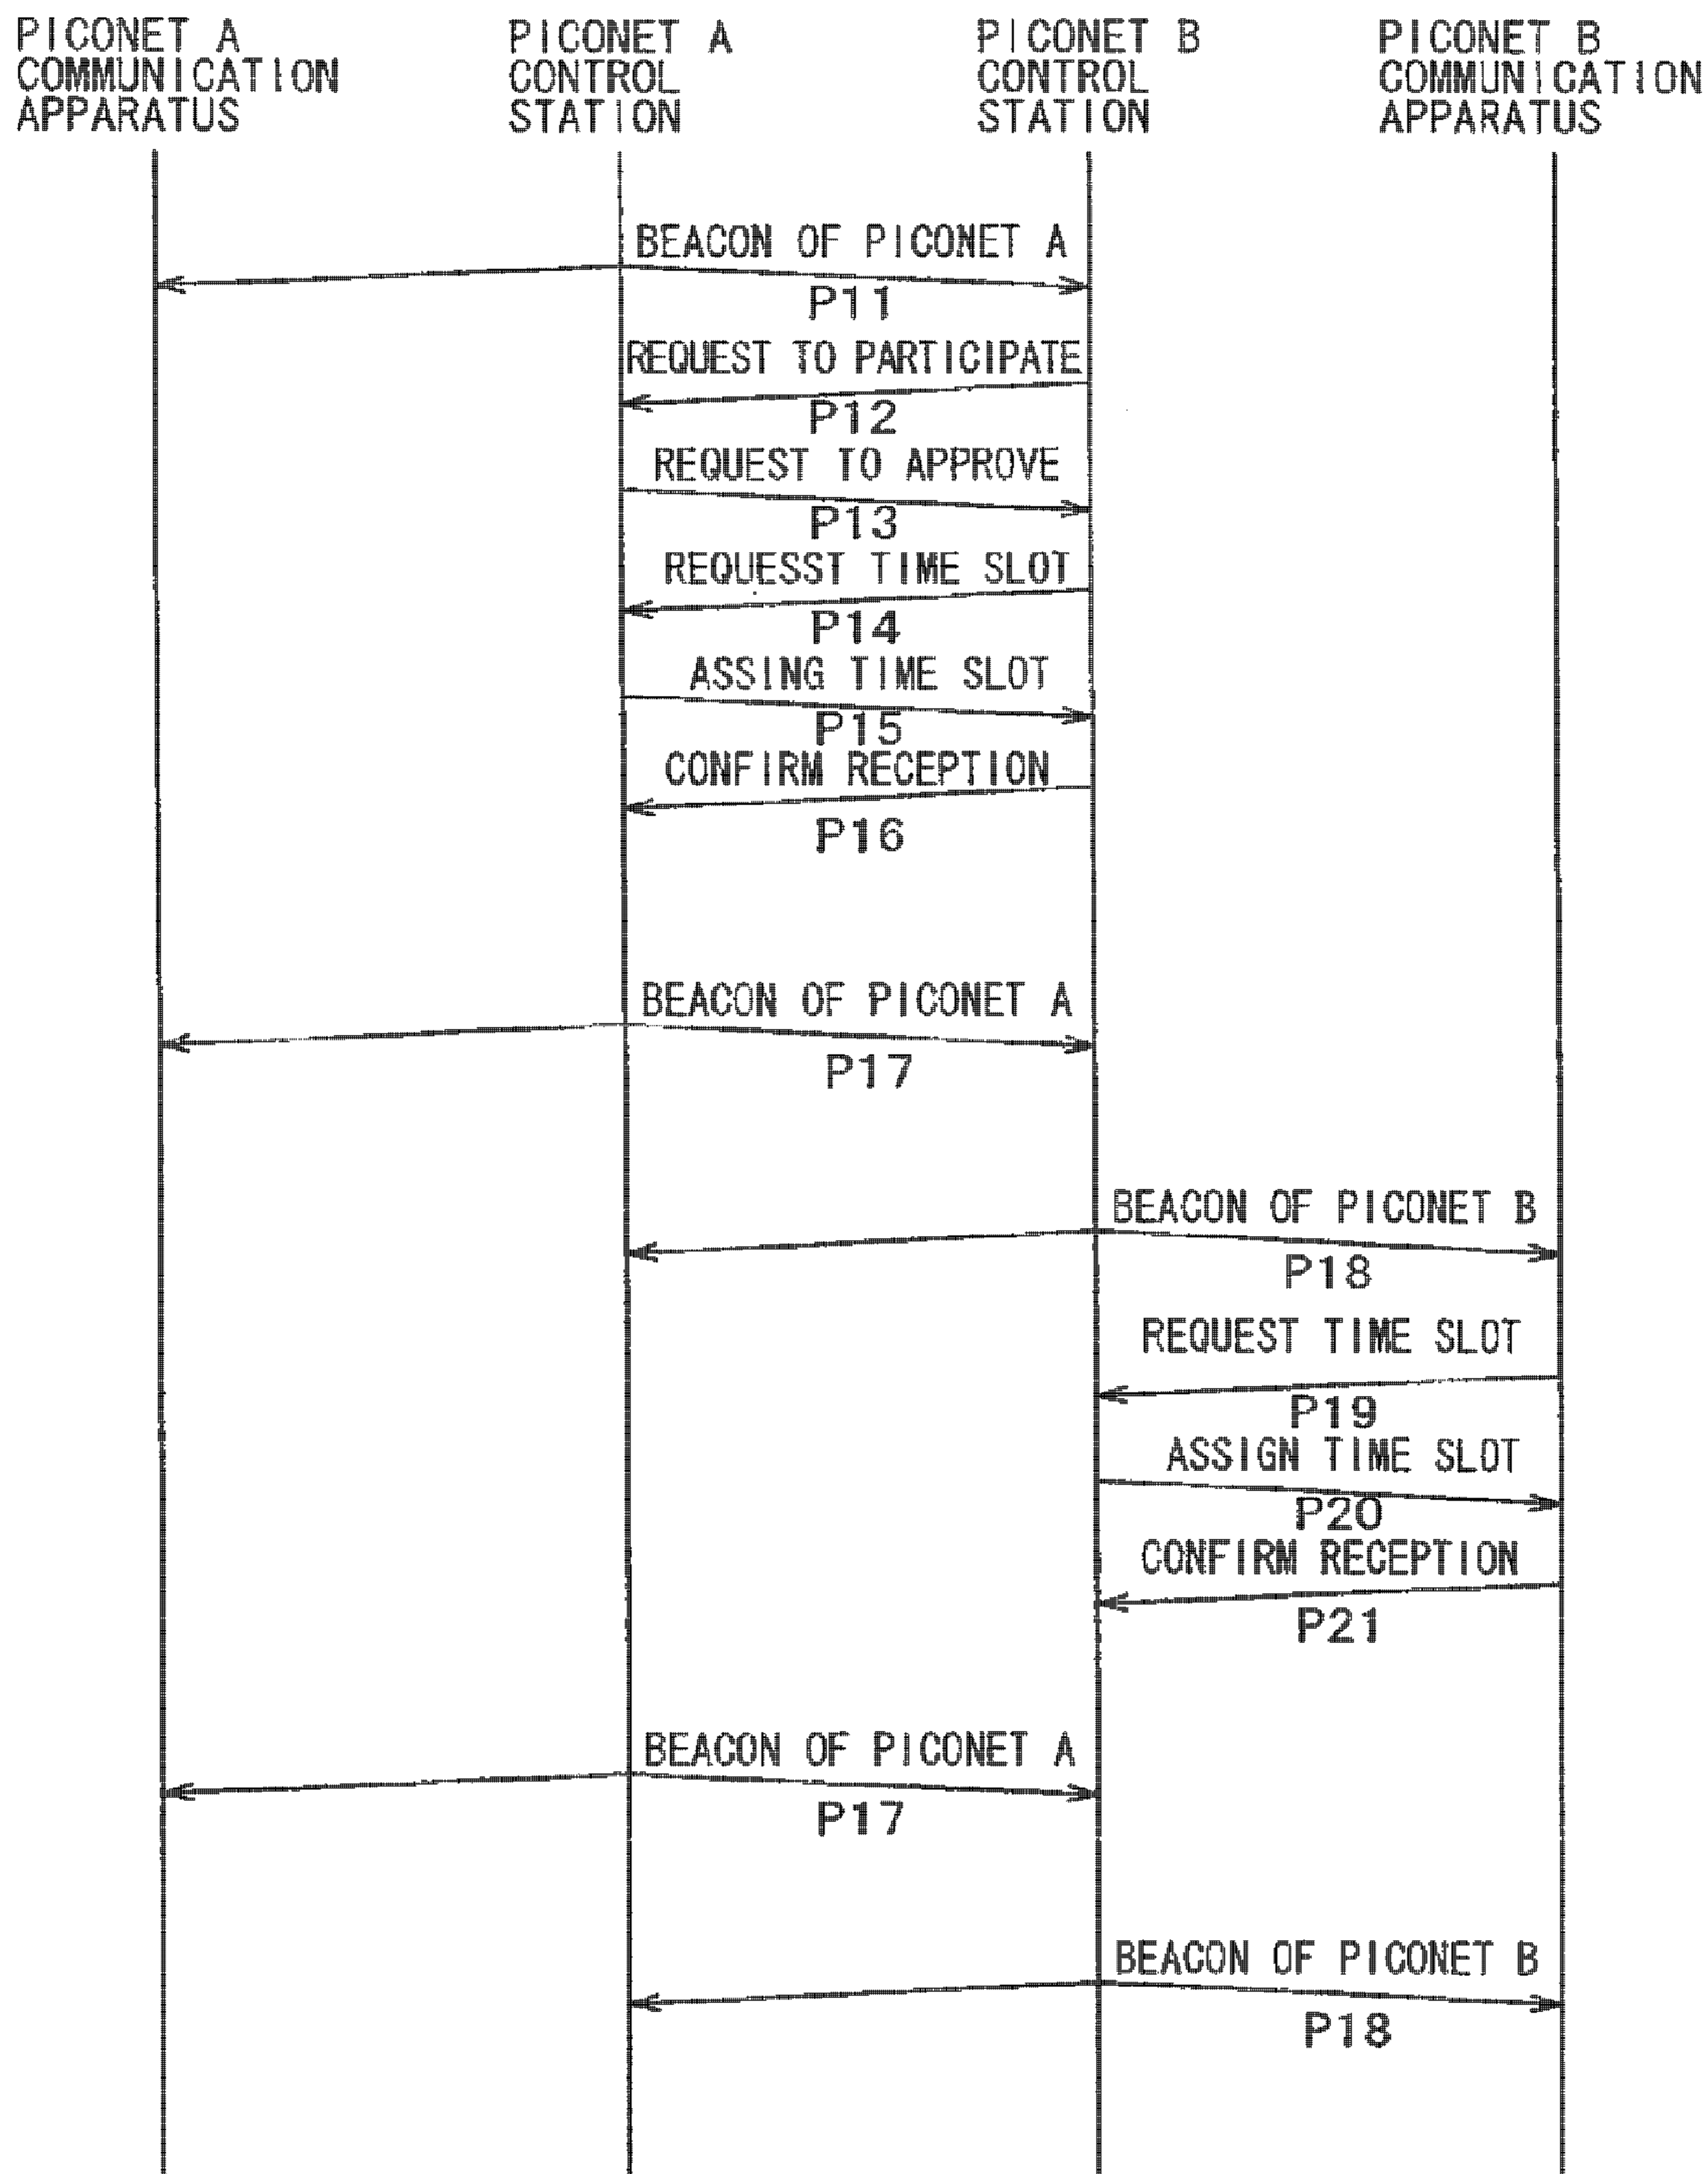 PICONET A
COMMUNICATION
APPARATUS
PICONET A
CONTROL
STATION
PICONET B
CONTROL
STATION
PICONET B
COMMUNICATION
APPARATUS
BEACON OF PICONET A
P11
REQUEST TO PARTICIPATE
P12
REQUEST TO APPROVE
P13
REQUESST TIME SLOT
P14
ASSING TIME SLOT
P15
CONFIRM RECEPTION
P16
BEACON OF PICONET A
P17
BEACON OF PICONET B
P18
REQUEST TIME SLOT
P19
ASSIGN TIME SLOT
P20
CONFIRM RECEPTION
P21
BEACON OF PICONET A
P17
BEACON OF PICONET B
P18